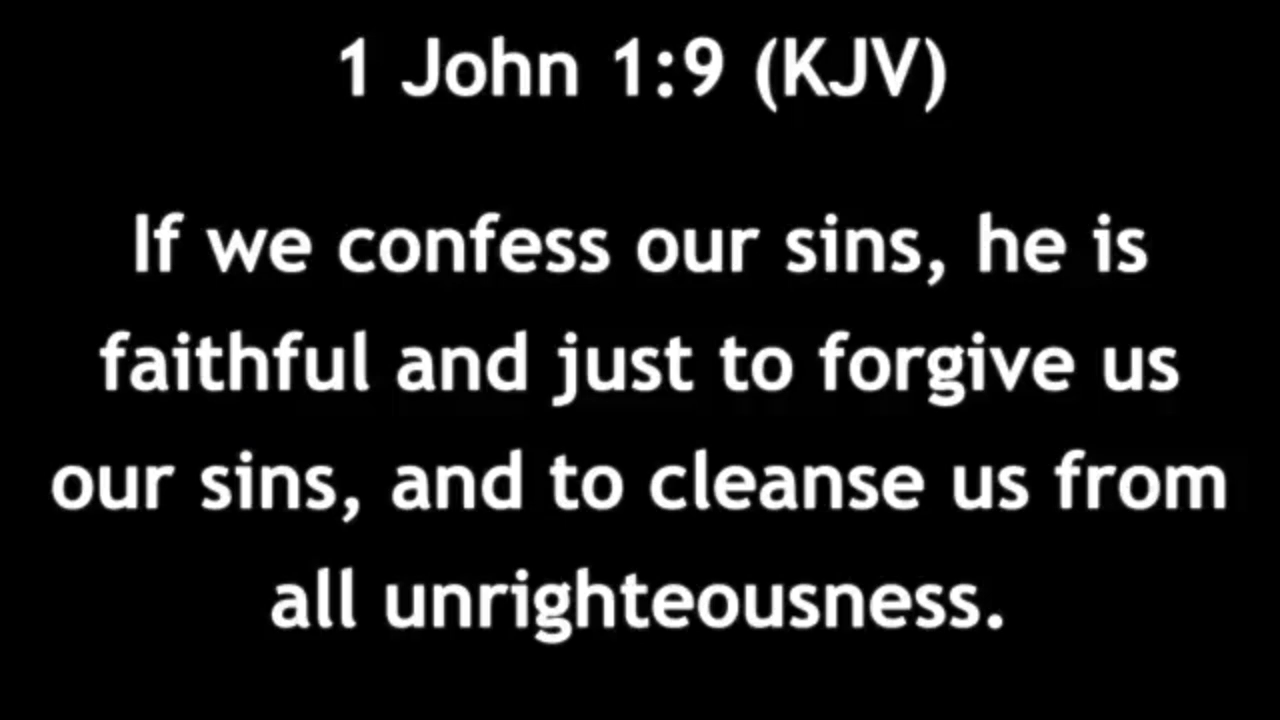 1 John 1:9 (KJV)
If we confess our sins, he is
faithful and just to forgive us
our sins, and to cleanse us from
all unrighteousness.